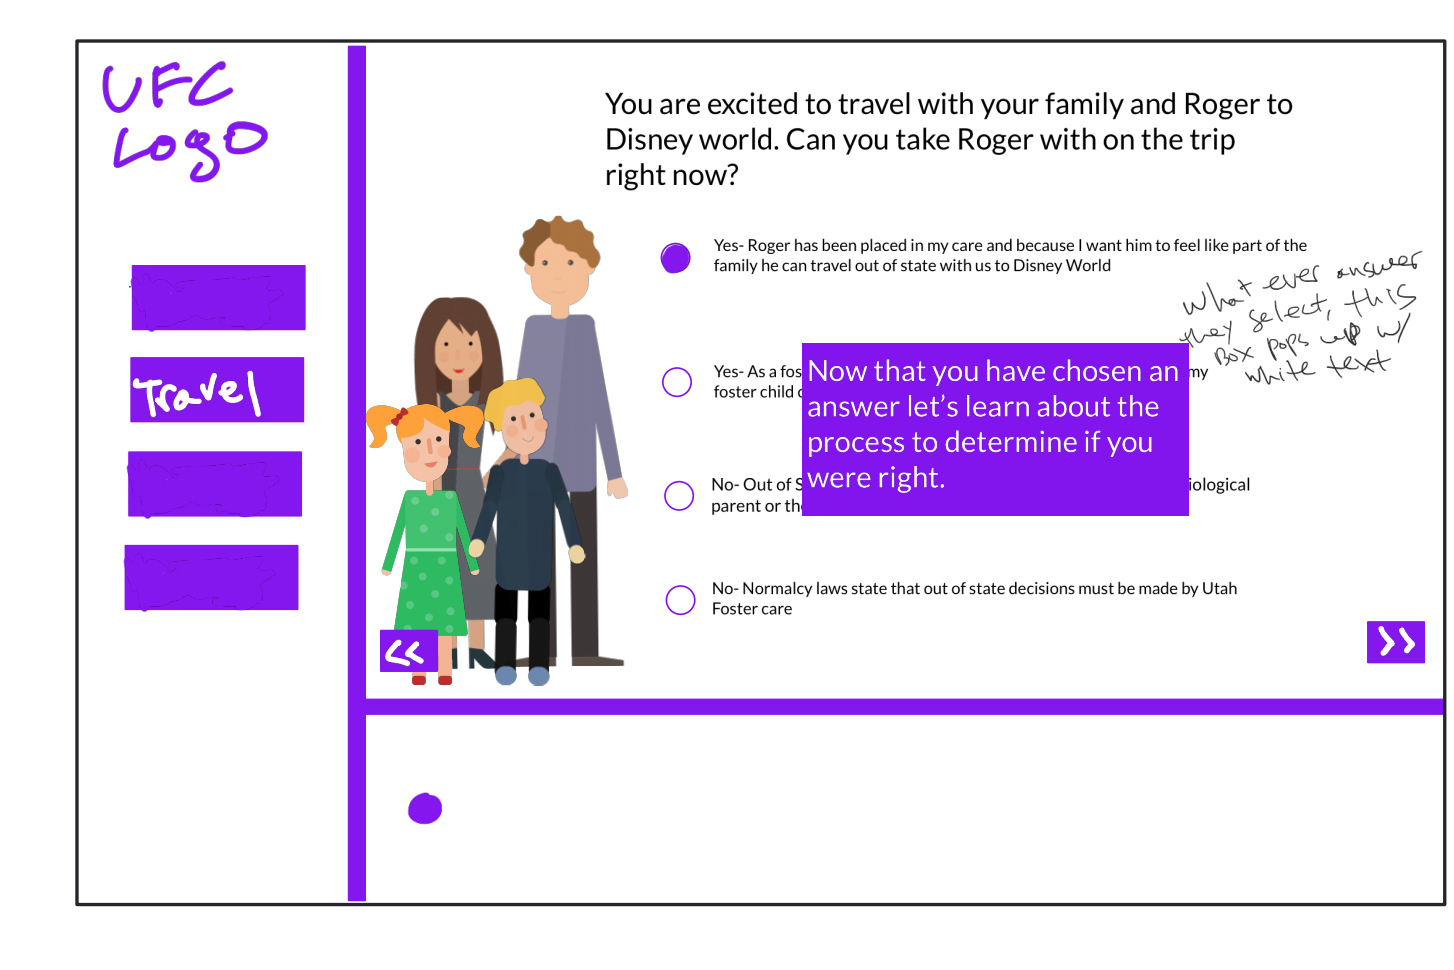 UFC
Logo
Travel
You are excited to travel with your family and Roger to
Disney world. Can you take Roger with on the trip
right now?
Yes- Roger has been placed in my care and because I want him to feel like part of the
family he can travel out of state with us to Disney World
What ever answer
they select, this
Box pops up w/
white text
Yes- As a fos my
foster child
Now that you have chosen an
answer let’s learn about the
process to determine if you
were right.
No- Out of S iological
parent or th
No- Normalcy laws state that out of state decisions must be made by Utah
Foster care
<<
>>